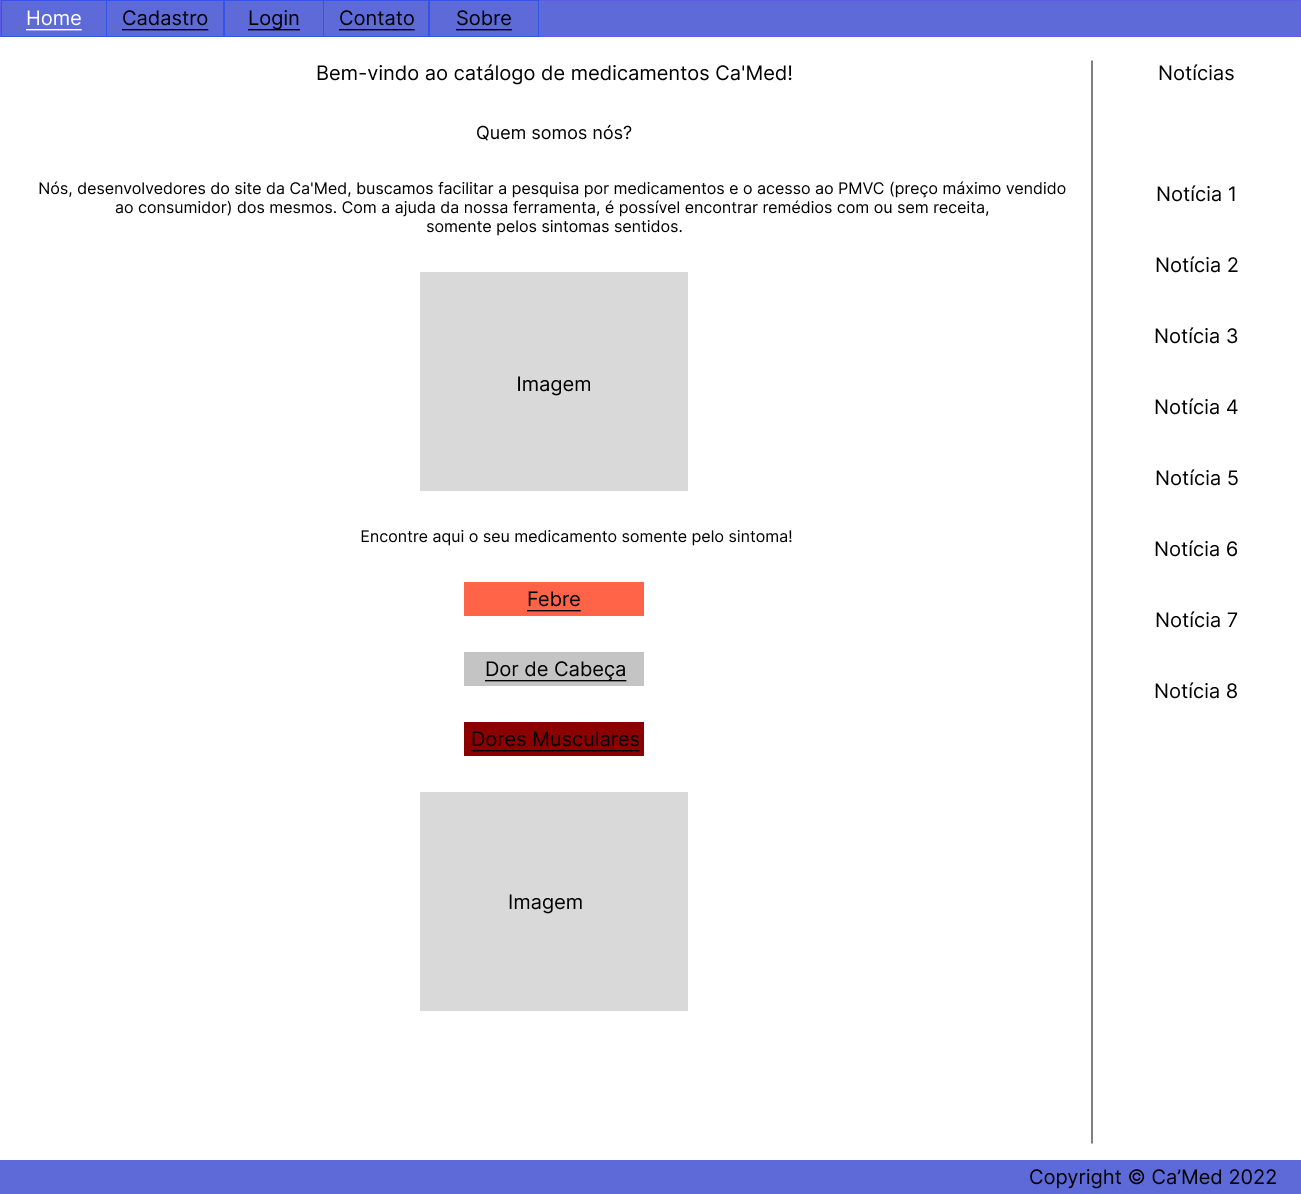 Home Cadastro Login Contato Sobre
Bem-vindo ao catálogo de medicamentos Ca'Med!
Quem somos nós?
Nós, desenvolvedores do site da Ca'Med, buscamos facilitar a pesquisa por medicamentos e o acesso ao PMVC (preço máximo vendido
ao consumidor) dos mesmos. Com a ajuda da nossa ferramenta, é possível encontrar remédios com ou sem receita,
somente pelos sintomas sentidos.
Imagem
Encontre aqui o seu medicamento somente pelo sintoma!
Febre
Dor de Cabeça
Dores Musculares
Imagem
Notícias
Notícia 1
Notícia 2
Notícia 3
Notícia 4
Notícia 5
Notícia 6
Notícia 7
Notícia 8
Copyright © Ca’Med 2022